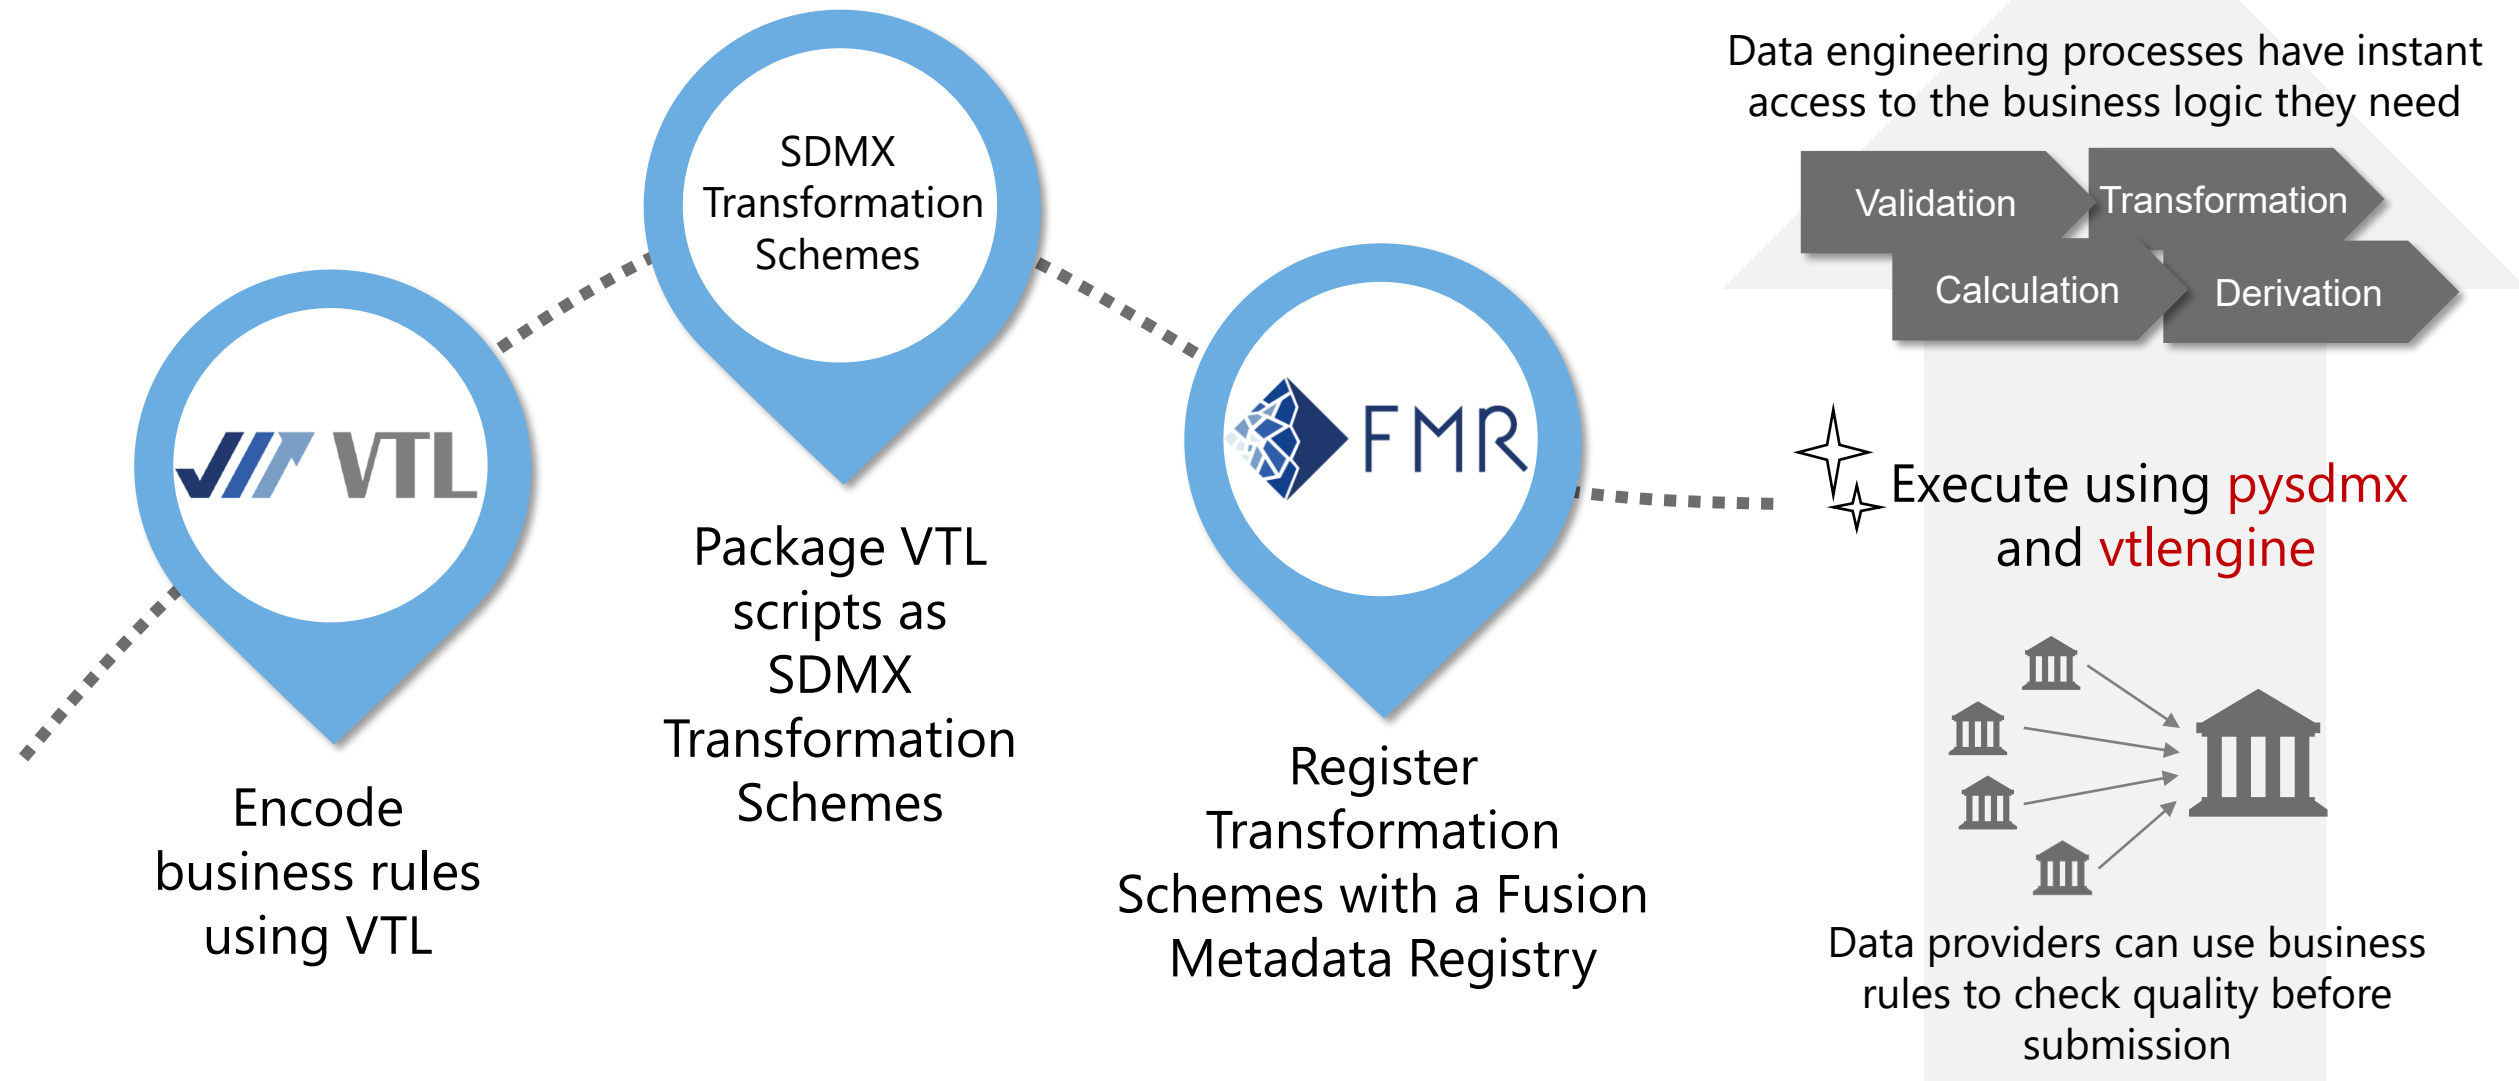 VTL
Encode
business rules
using VTL
SDMX
Transformation
Schemes
Package VTL
scripts as
SDMX
Transformation
Schemes
FMR
Register
Transformation
Schemes with a Fusion
Metadata Registry
Data engineering processes have instant
access to the business logic they need
Validation
Transformation
Calculation
Derivation
Execute using pysdmx
and vtlengine
Data providers can use business
rules to check quality before
submission